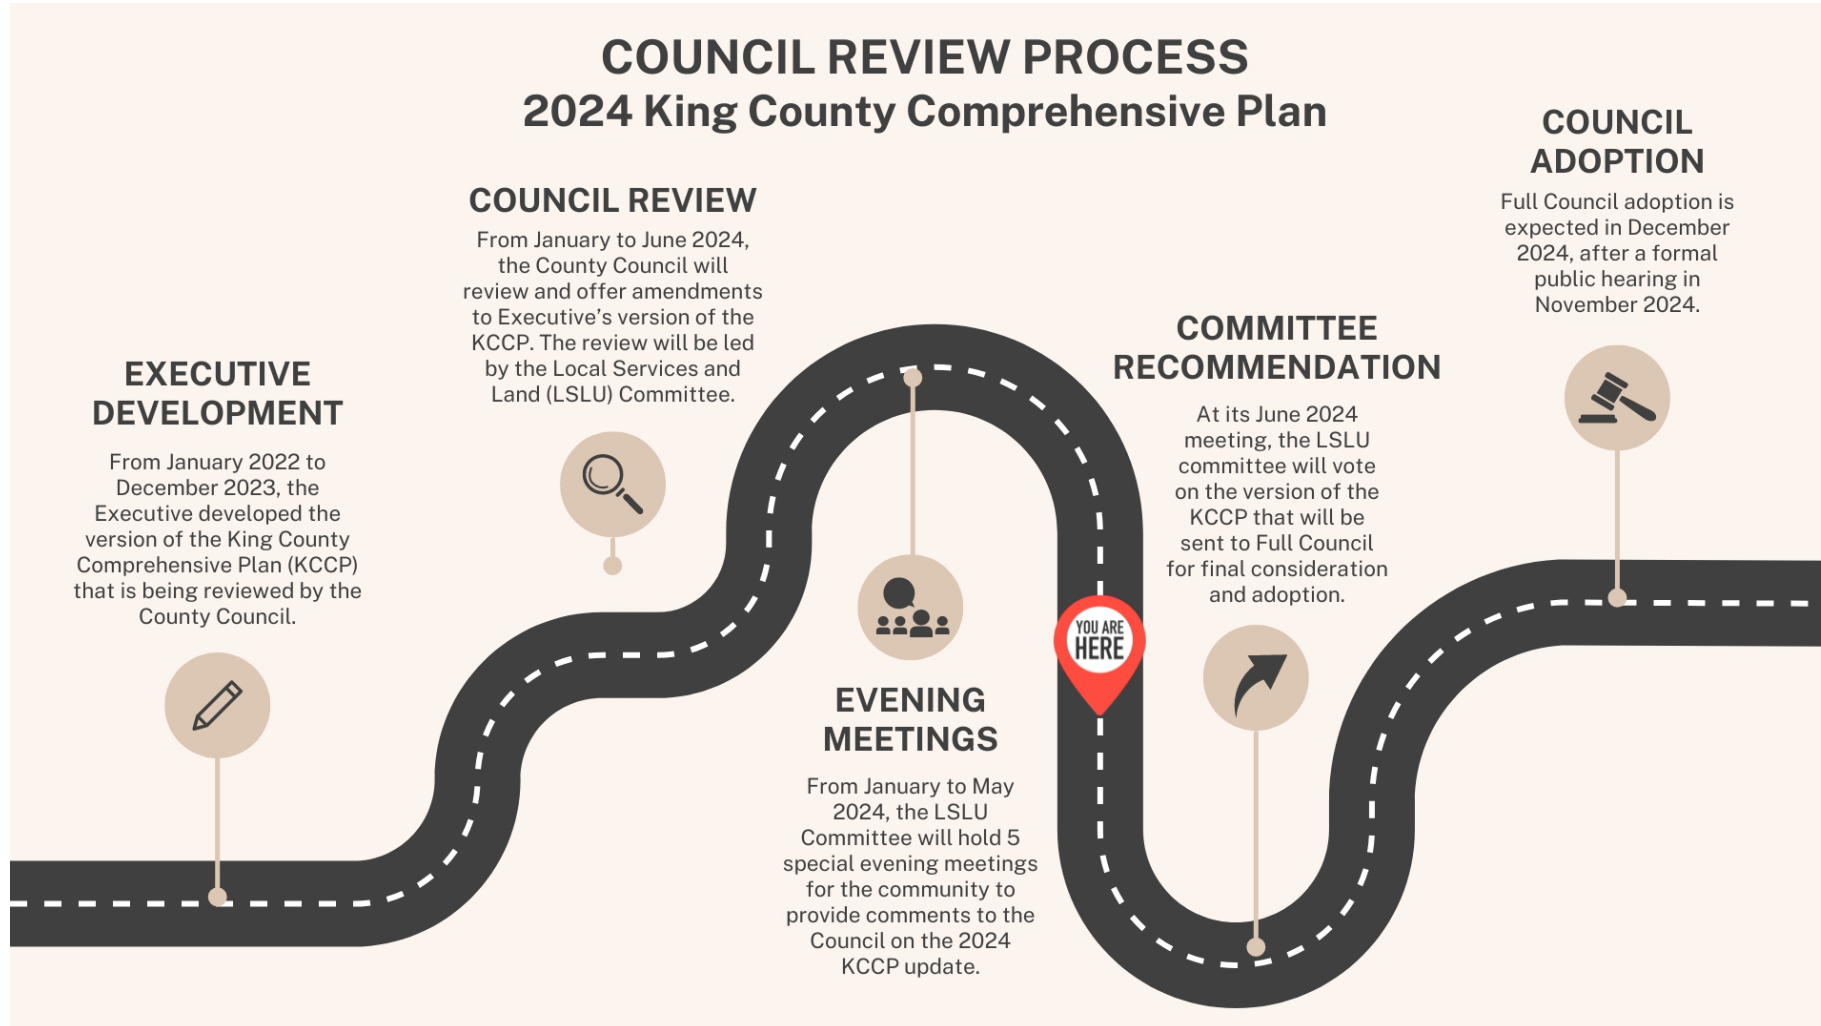 COUNCIL REVIEW PROCESS
2024 King County Comprehensive Plan
EXECUTIVE
DEVELOPMENT
From January 2022 to
December 2023, the
Executive developed the
version of the King County
Comprehensive Plan (KCCP)
that is being reviewed by the
County Council.
COUNCIL REVIEW
From January to June 2024,
the County Council will
review and offer amendments
to Executive’s version of the
KCCP. The review will be led
by the Local Services and
Land (LSLU) Committee.
EVENING
MEETINGS
From January to May
2024, the LSLU
Committee will hold 5
special evening meetings
for the community to
provide comments to the
Council on the 2024
KCCP update.
YOU ARE
HERE
COMMITTEE
RECOMMENDATION
At its June 2024
meeting, the LSLU
committee will vote
on the version of the
KCCP that will be
sent to Full Council
for final consideration
and adoption.
COUNCIL
ADOPTION
Full Council adoption is
expected in December
2024, after a formal
public hearing in
November 2024.